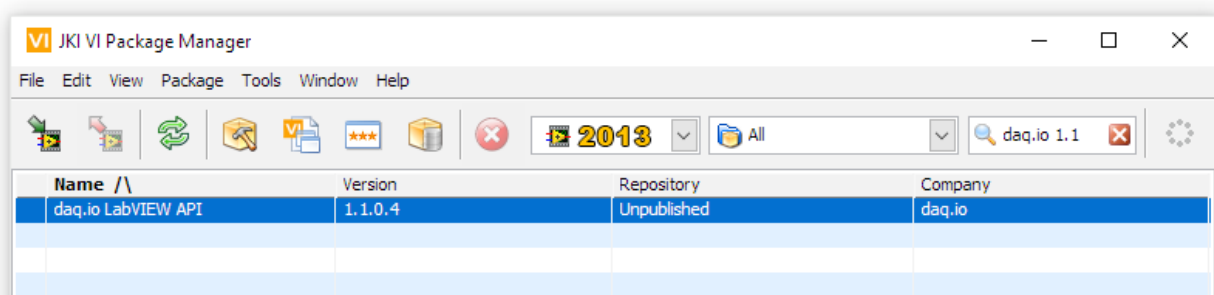 VI JKI VI Package Manager
File Edit View Package Tools Window Help
VI *** 2013 All daq.io 1.1
Name /\ Version Repository Company
daq.io LabVIEW API 1.1.0.4 Unpublished daq.io